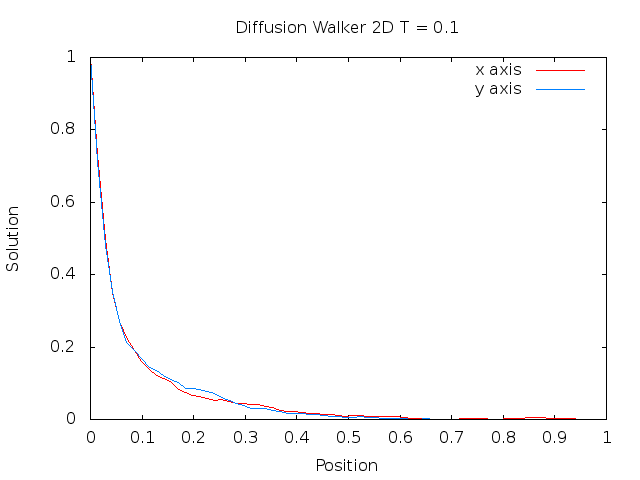 Diffusion Walker 2D T = 0.1
x axis
y axis
1
0.8
0.6
0.4
0.2
0
Solution
0 0.1 0.2 0.3 0.4 0.5 0.6 0.7 0.8 0.9 1
Position